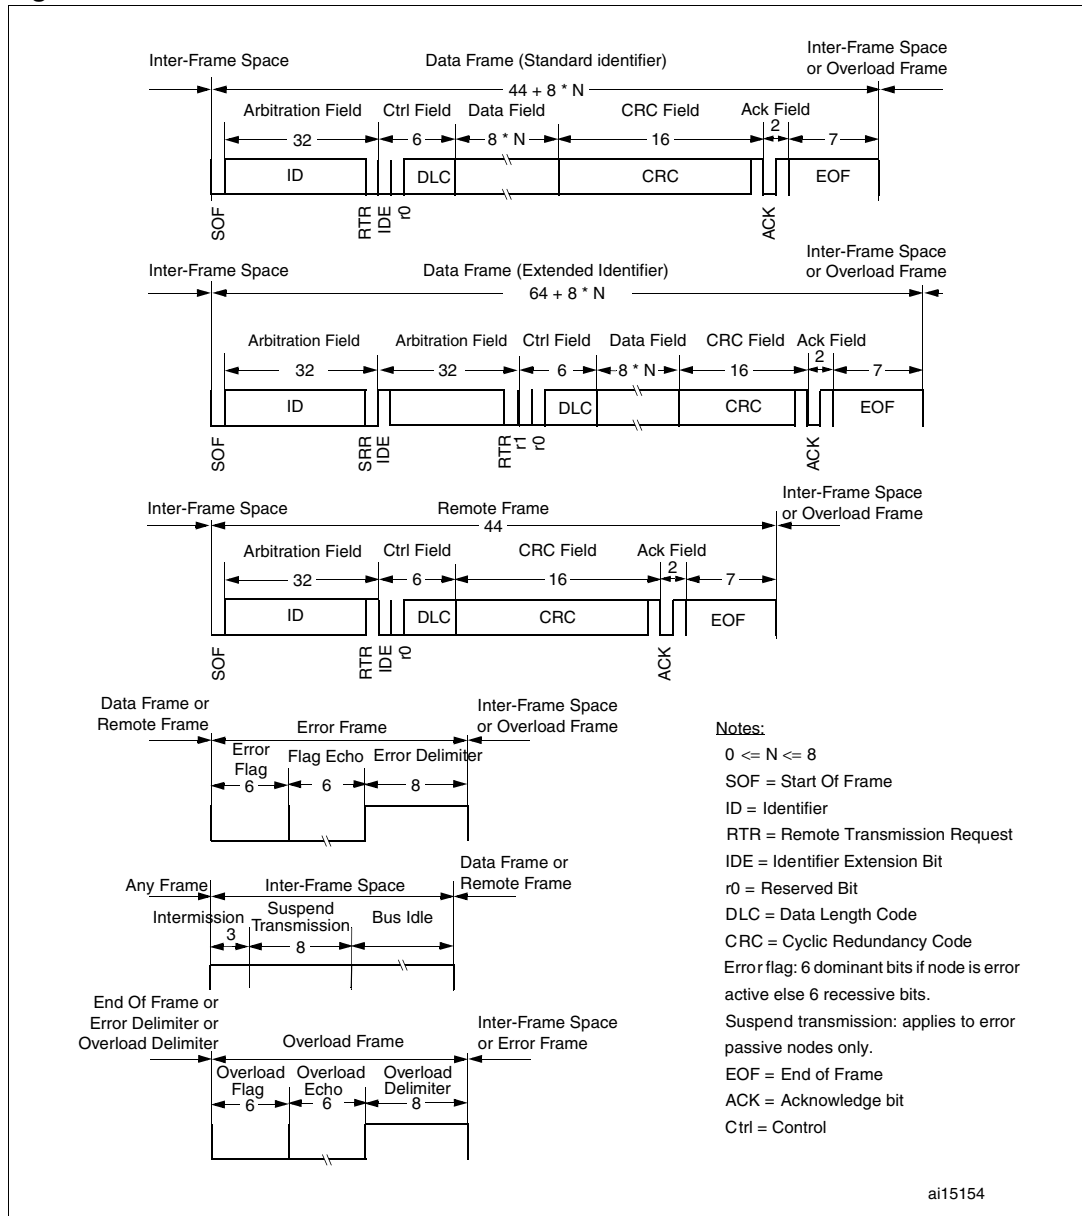 Inter-Frame Space
Data Frame (Standard identifier)
Inter-Frame Space
or Overload Frame
44 + 8 * N
Arbitration Field
Ctrl Field
Data Field
CRC Field
Ack Field
32
6
8 * N
16
2
7
ID
DLC
CRC
EOF
SOF
RTR
IDE
r0
ACK
Inter-Frame Space
Data Frame (Extended Identifier)
Inter-Frame Space
or Overload Frame
64 + 8 * N
Arbitration Field
Arbitration Field
Ctrl Field
Data Field
CRC Field
Ack Field
32
32
6
8 * N
16
2
7
ID
DLC
CRC
EOF
SOF
SRR
IDE
RTR
r1
r0
ACK
Inter-Frame Space
Remote Frame
Inter-Frame Space
or Overload Frame
44
Arbitration Field
Ctrl Field
CRC Field
Ack Field
32
6
16
2
7
ID
DLC
CRC
EOF
SOF
RTR
IDE
r0
ACK
Data Frame or
Remote Frame
Error Frame
Inter-Frame Space
or Overload Frame
Error
Flag
Flag Echo
Error Delimiter
6
6
8
Any Frame
Inter-Frame Space
Data Frame or
Remote Frame
Intermission
Suspend
Transmission
Bus Idle
3
8
End Of Frame or
Error Delimiter or
Overload Delimiter
Overload Frame
Inter-Frame Space
or Error Frame
Overload
Flag
Overload
Echo
Overload
Delimiter
6
6
8
Notes:
0 <= N <= 8
SOF = Start Of Frame
ID = Identifier
RTR = Remote Transmission Request
IDE = Identifier Extension Bit
r0 = Reserved Bit
DLC = Data Length Code
CRC = Cyclic Redundancy Code
Error flag: 6 dominant bits if node is error
active else 6 recessive bits.
Suspend transmission: applies to error
passive nodes only.
EOF = End of Frame
ACK = Acknowledge bit
Ctrl = Control
ai15154